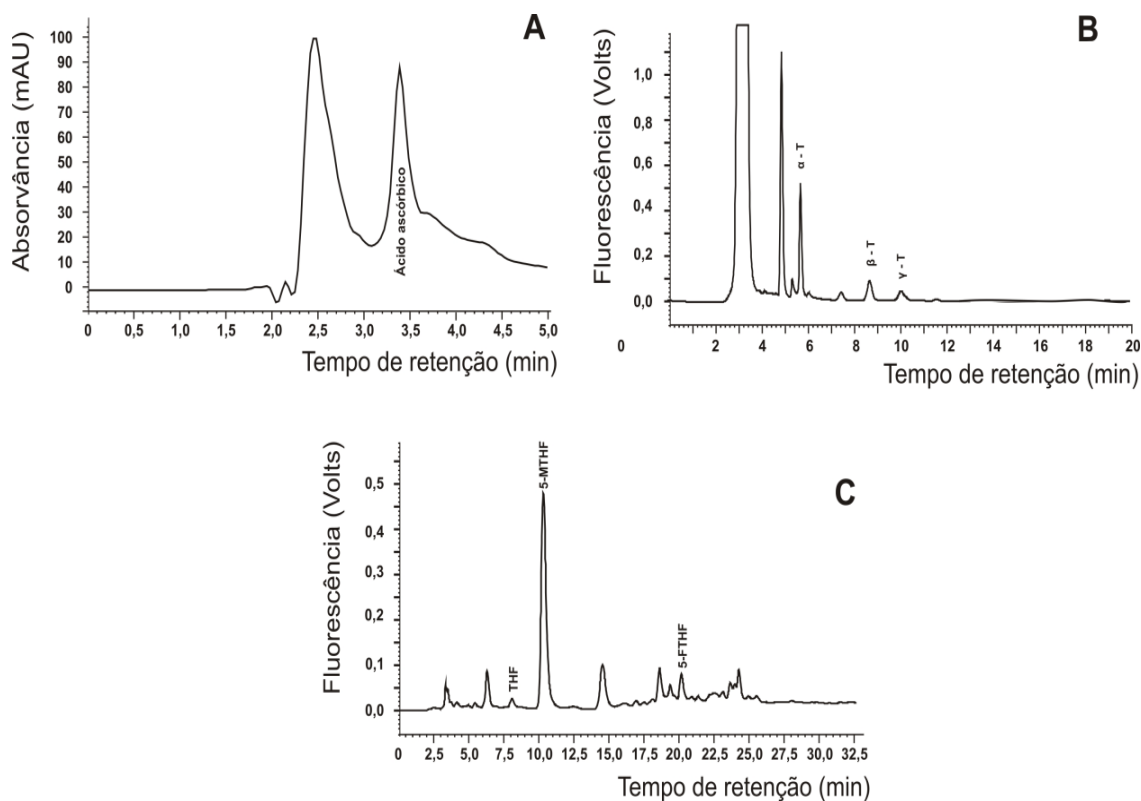 A
Absorvância (mAU)
100
90
80
70
60
50
40
30
20
10
0
Ácido ascórbico
0 0,5 1,0 1,5 2,0 2,5 3,0 3,5 4,0 4,5 5,0
Tempo de retenção (min)
B
Fluorescência (Volts)
1,0
0,8
0,6
0,4
0,2
0,0
α - T
β - T
γ - T
0 2 4 6 8 10 12 14 16 18 20
Tempo de retenção (min)
C
Fluorescência (Volts)
0,5
0,4
0,3
0,2
0,1
0,0
THF
5-MTHF
5-FTHF
0 2,5 5,0 7,5 10,0 12,5 15,0 17,5 20,0 22,5 25,0 27,5 30,0 32,5
Tempo de retenção (min)